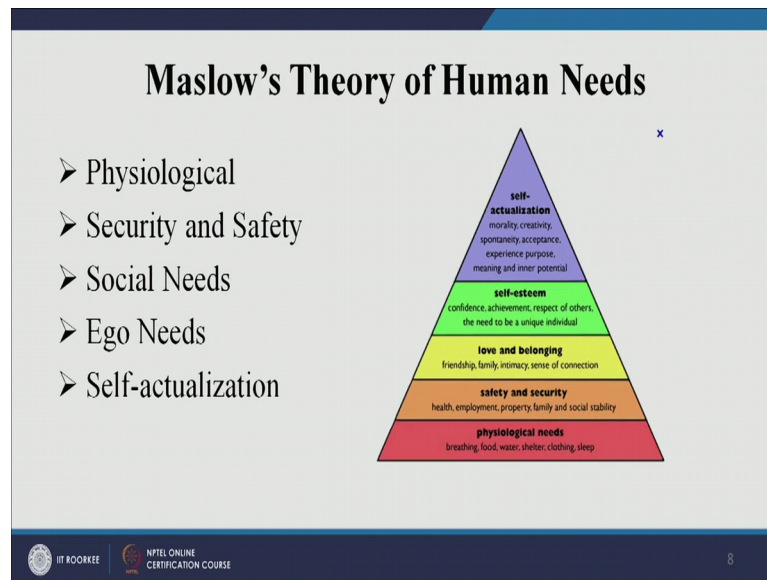 Maslow's Theory of Human Needs
➢ Physiological
➢ Security and Safety
➢ Social Needs
➢ Ego Needs
➢ Self-actualization
x
self-
actualization
morality, creativity,
spontaneity, acceptance,
experience purpose,
meaning and inner potential
self-esteem
confidence, achievement, respect of others,
the need to be a unique individual
love and belonging
friendship, family, intimacy, sense of connection
safety and security
health, employment, property, family and social stability
physiological needs
breathing, food, water, shelter, clothing, sleep
IIT ROORKEE
NPTEL ONLINE
CERTIFICATION COURSE
8